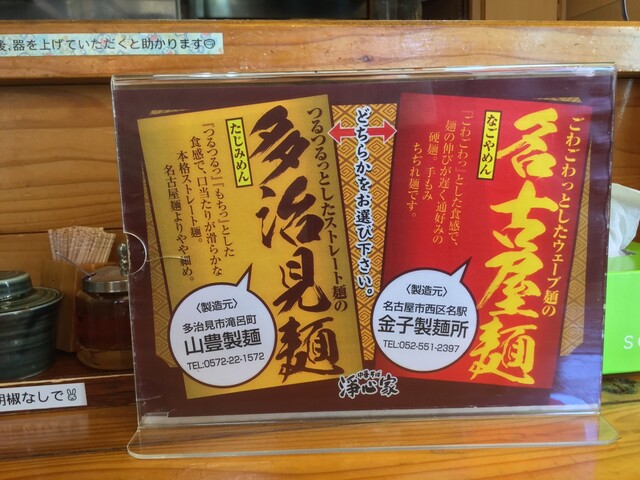 後、器を上げていただくと助かります
ごわごわっとしたウェーブ麺の
名古屋麺
なごやめん
「ごわごわっ」とした食感で、
麺の伸びが遅く通好みの
硬麺。手もみ
ちぢれ麺です。
〈製造元〉
名古屋市西区名駅
金子製麺所
TEL:052-551-2397
どちらかをお選び下さい。
つるつるっとしたストレート麺の
多治見麺
たじみめん
「つるつるっ」「もちっ」とした
食感で、口当たりが滑らかな
本格ストレート麺。
名古屋麺よりやや細め。
〈製造元〉
多治見市滝呂町
山豊製麺
TEL:0572-22-1572
中華そば
浄心家
胡椒なしで